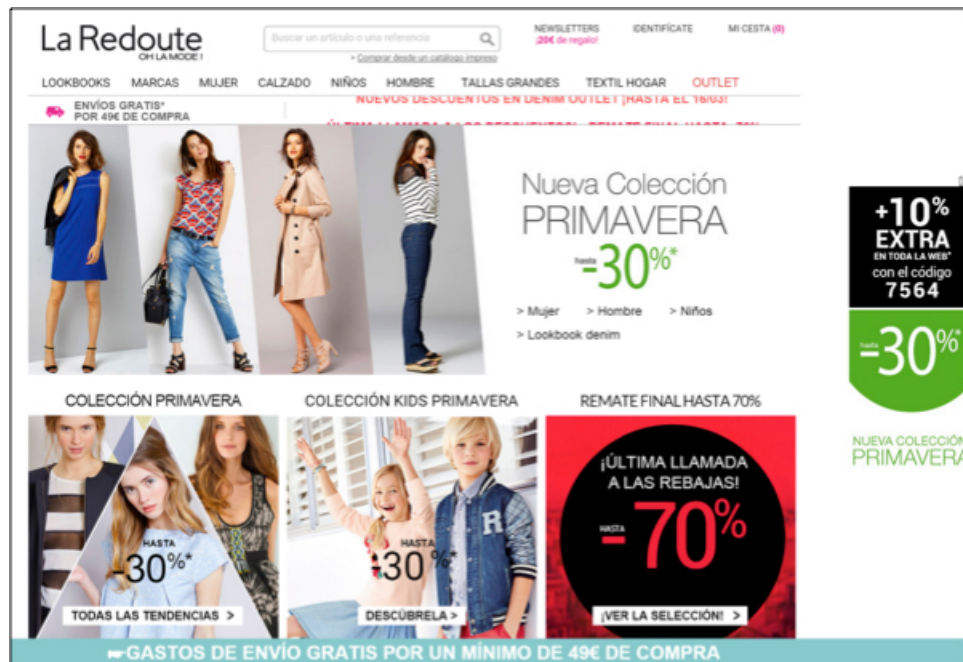 La Redoute
OH LA MODE !
Buscar un artículo o una referencia
> Comprar desde un catálogo impreso
NEWSLETTERS
¡20€ de regalo!
IDENTIFÍCATE
MI CESTA (0)
LOOKBOOKS MARCAS MUJER CALZADO NIÑOS HOMBRE TALLAS GRANDES TEXTIL HOGAR OUTLET
ENVÍOS GRATIS*
POR 49€ DE COMPRA
NUEVOS DESCUENTOS EN DENIM OUTLET ¡HASTA EL 16/03!
Nueva Colección
PRIMAVERA
hasta
-30%*
> Mujer > Hombre > Niños
> Lookbook denim
+10%
EXTRA
EN TODA LA WEB*
con el código
7564
hasta
-30%*
NUEVA COLECCIÓN
PRIMAVERA
COLECCIÓN PRIMAVERA
HASTA
-30%*
TODAS LAS TENDENCIAS >
COLECCIÓN KIDS PRIMAVERA
R
HASTA
-30%*
DESCÚBRELA >
REMATE FINAL HASTA 70%
¡ÚLTIMA LLAMADA
A LAS REBAJAS!
HASTA
-70%
¡VER LA SELECCIÓN! >
GASTOS DE ENVÍO GRATIS POR UN MÍNIMO DE 49€ DE COMPRA